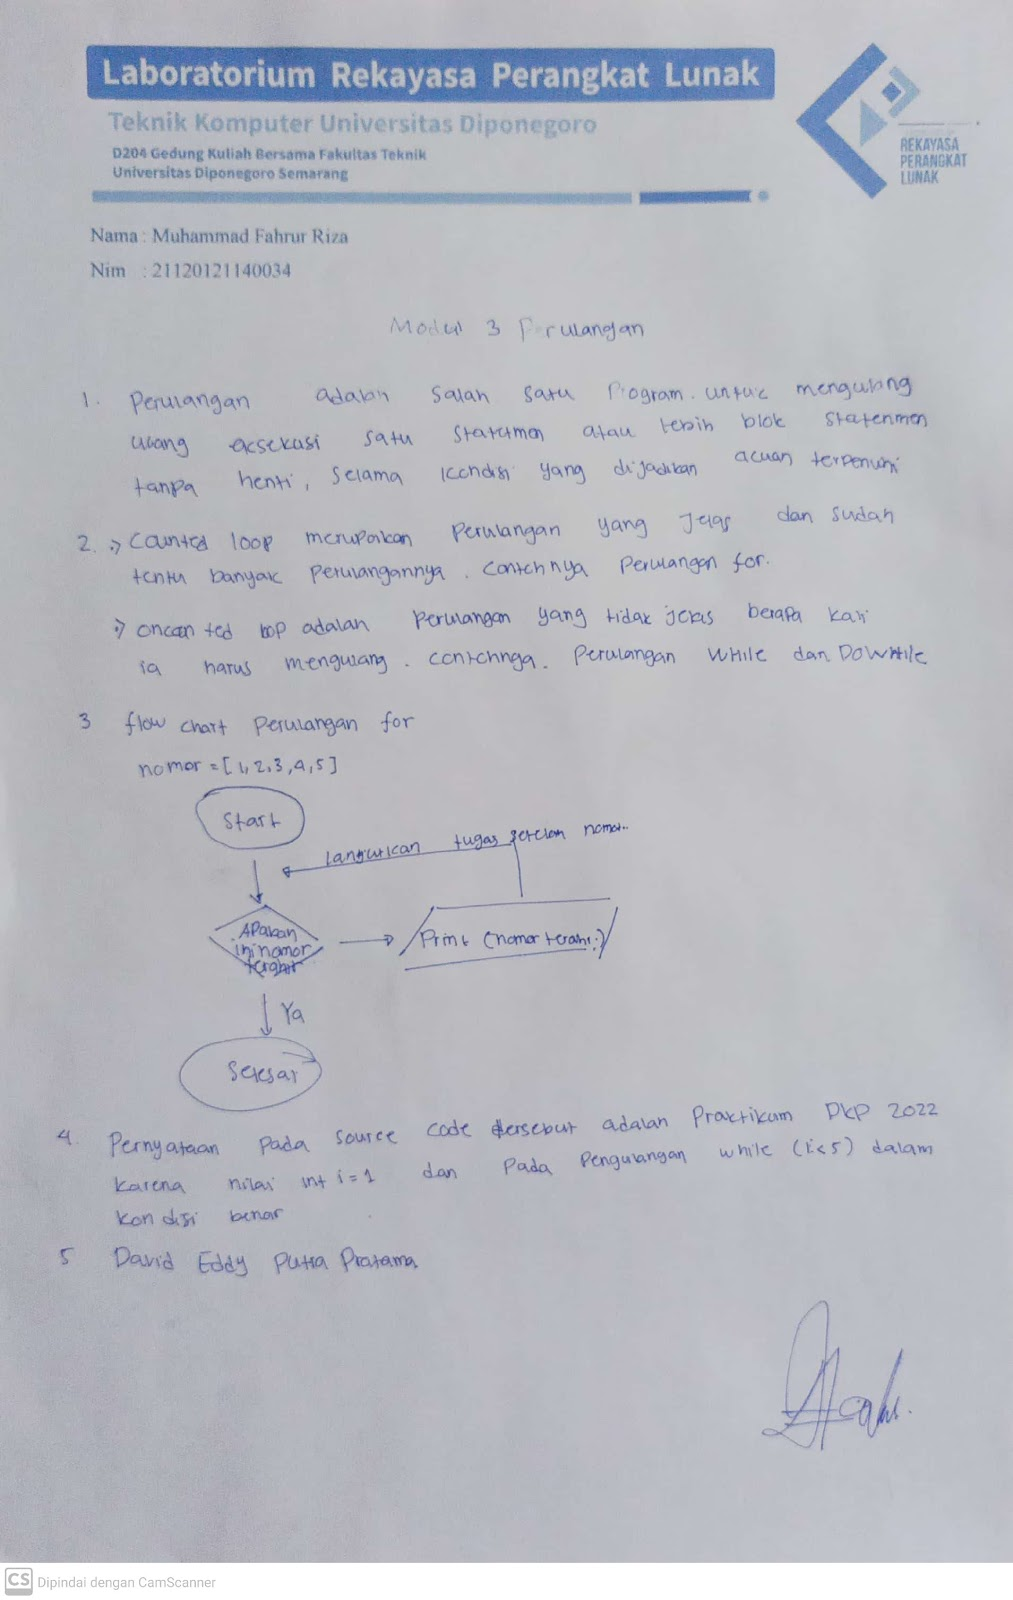 Laboratorium Rekayasa Perangkat Lunak
Teknik Komputer Universitas Diponegoro
D204 Gedung Kuliah Bersama Fakultas Teknik
Universitas Diponegoro Semarang
REKAYASA
PERANGKAT
LUNAK
Nama : Muhammad Fahrur Riza
Nim : 21120121140034
Modul 3 Perulangan
1. Perulangan adalah salah satu Program. untuk mengulang
ulang eksekusi satu statemen atau lebih blok statenmen
tanpa henti, selama kondisi yang dijadikan acuan terpenuhi
2. :) Counted loop merupakan perulangan yang jelas dan sudah
tentu banyak perulangannya. Contohnya perulangan for.
:) oncounted loop adalah perulangan yang tidak jelas berapa kali
ia harus mengulang. contohnya. Perulangan While dan DoWHile
3 flow chart Perulangan for
nomor = [1,2,3,4,5]
Start
lanjutkan tugas setelah nomor..
Apakah
ini nomor
Print (nomor
Ya
Selesai
4. Pernyataan pada source code tersebut adalah Praktikum DKP 2022
karena nilai int i = 1 dan Pada Pengulangan while (i<5) dalam
kondisi benar
5 David Eddy Putra Pratama
CS Dipindai dengan CamScanner